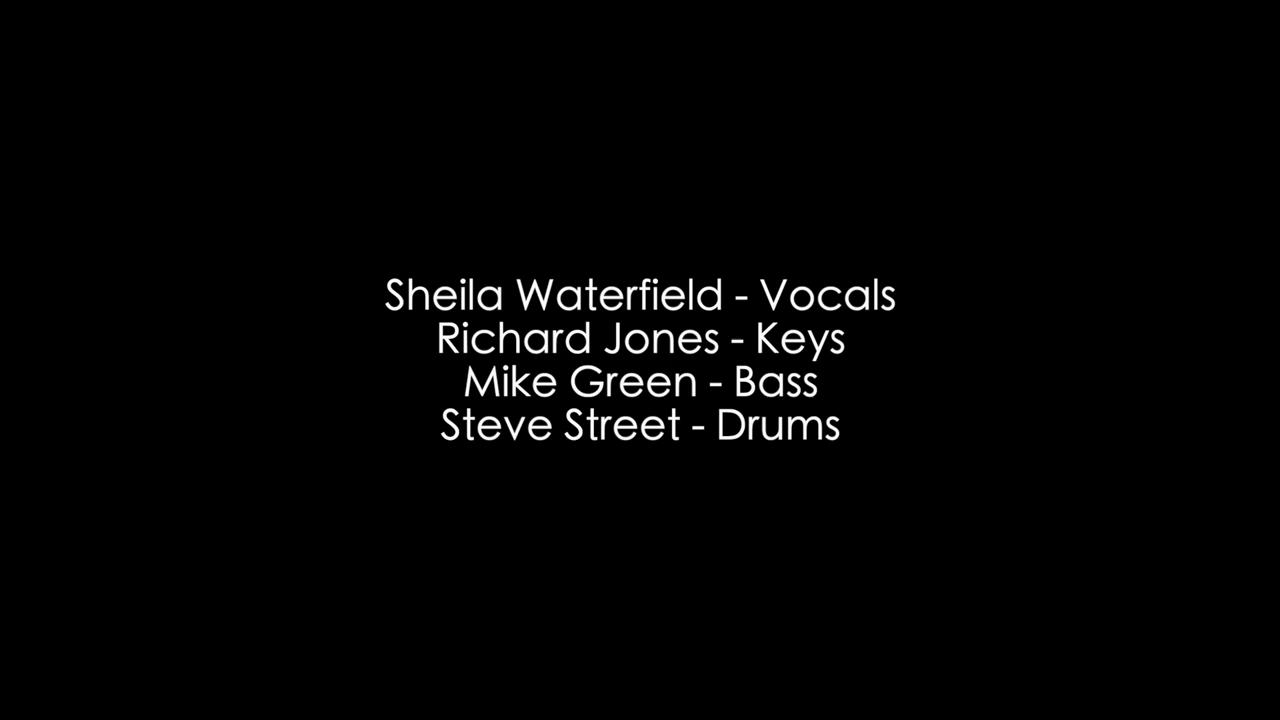 Sheila Waterfield - Vocals
Richard Jones - Keys
Mike Green - Bass
Steve Street - Drums